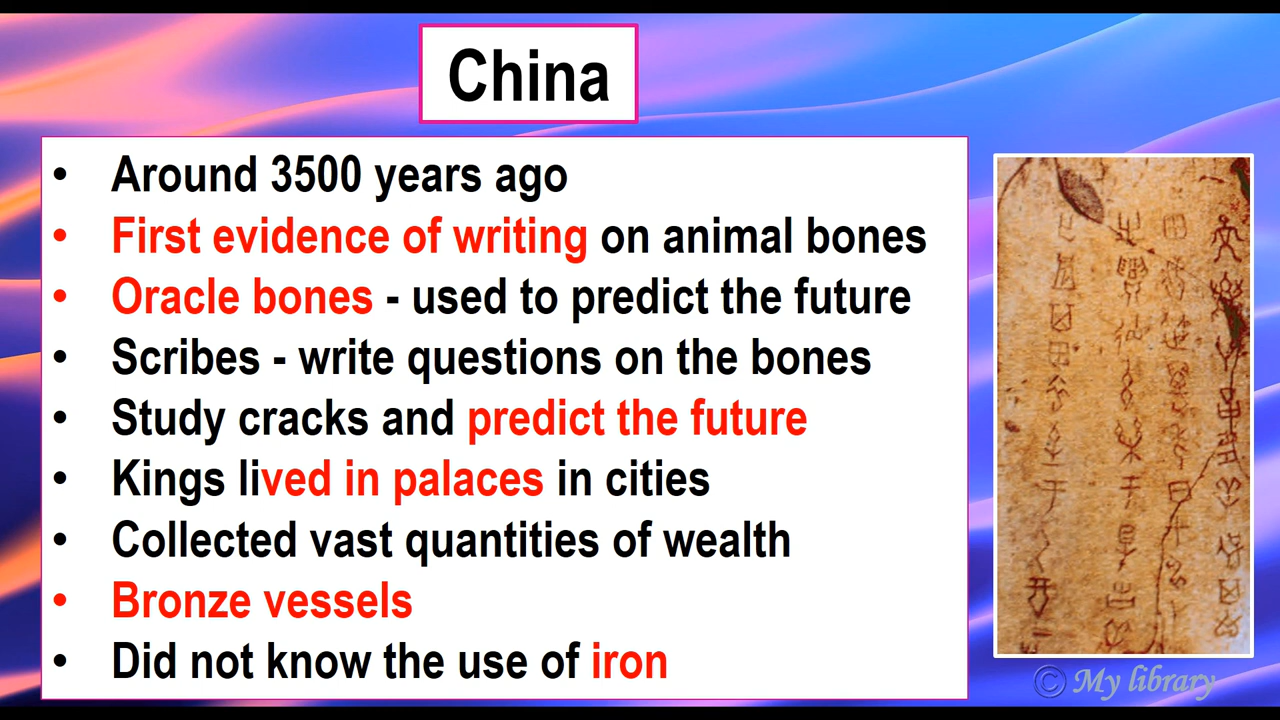 China
• Around 3500 years ago
• First evidence of writing on animal bones
• Oracle bones - used to predict the future
• Scribes - write questions on the bones
• Study cracks and predict the future
• Kings lived in palaces in cities
• Collected vast quantities of wealth
• Bronze vessels
• Did not know the use of iron
© My library